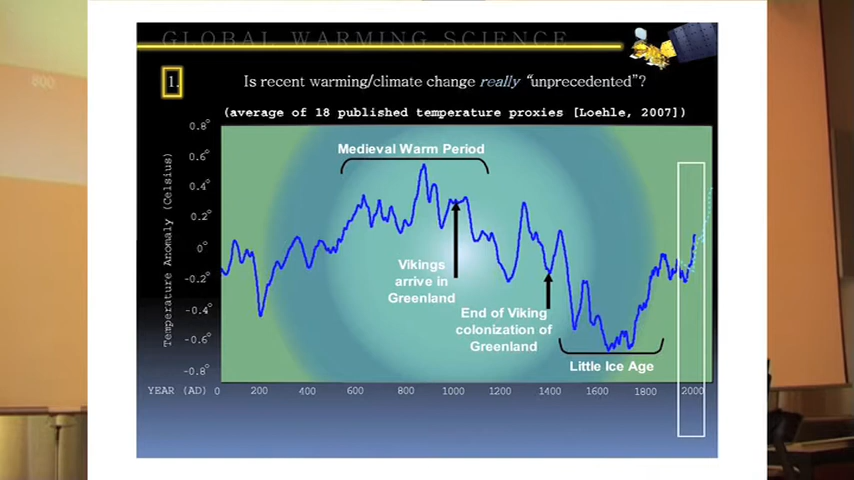 GLOBAL WARMING SCIENCE
800
1.
Is recent warming/climate change really “unprecedented”?
(average of 18 published temperature proxies [Loehle, 2007])
Temperature Anomaly (Celsius)
0.8°
0.6°
0.4°
0.2°
0°
-0.2°
-0.4°
-0.6°
-0.8°
Medieval Warm Period
Vikings
arrive in
Greenland
End of Viking
colonization of
Greenland
Little Ice Age
YEAR (AD) 0 200 400 600 800 1000 1200 1400 1600 1800 2000